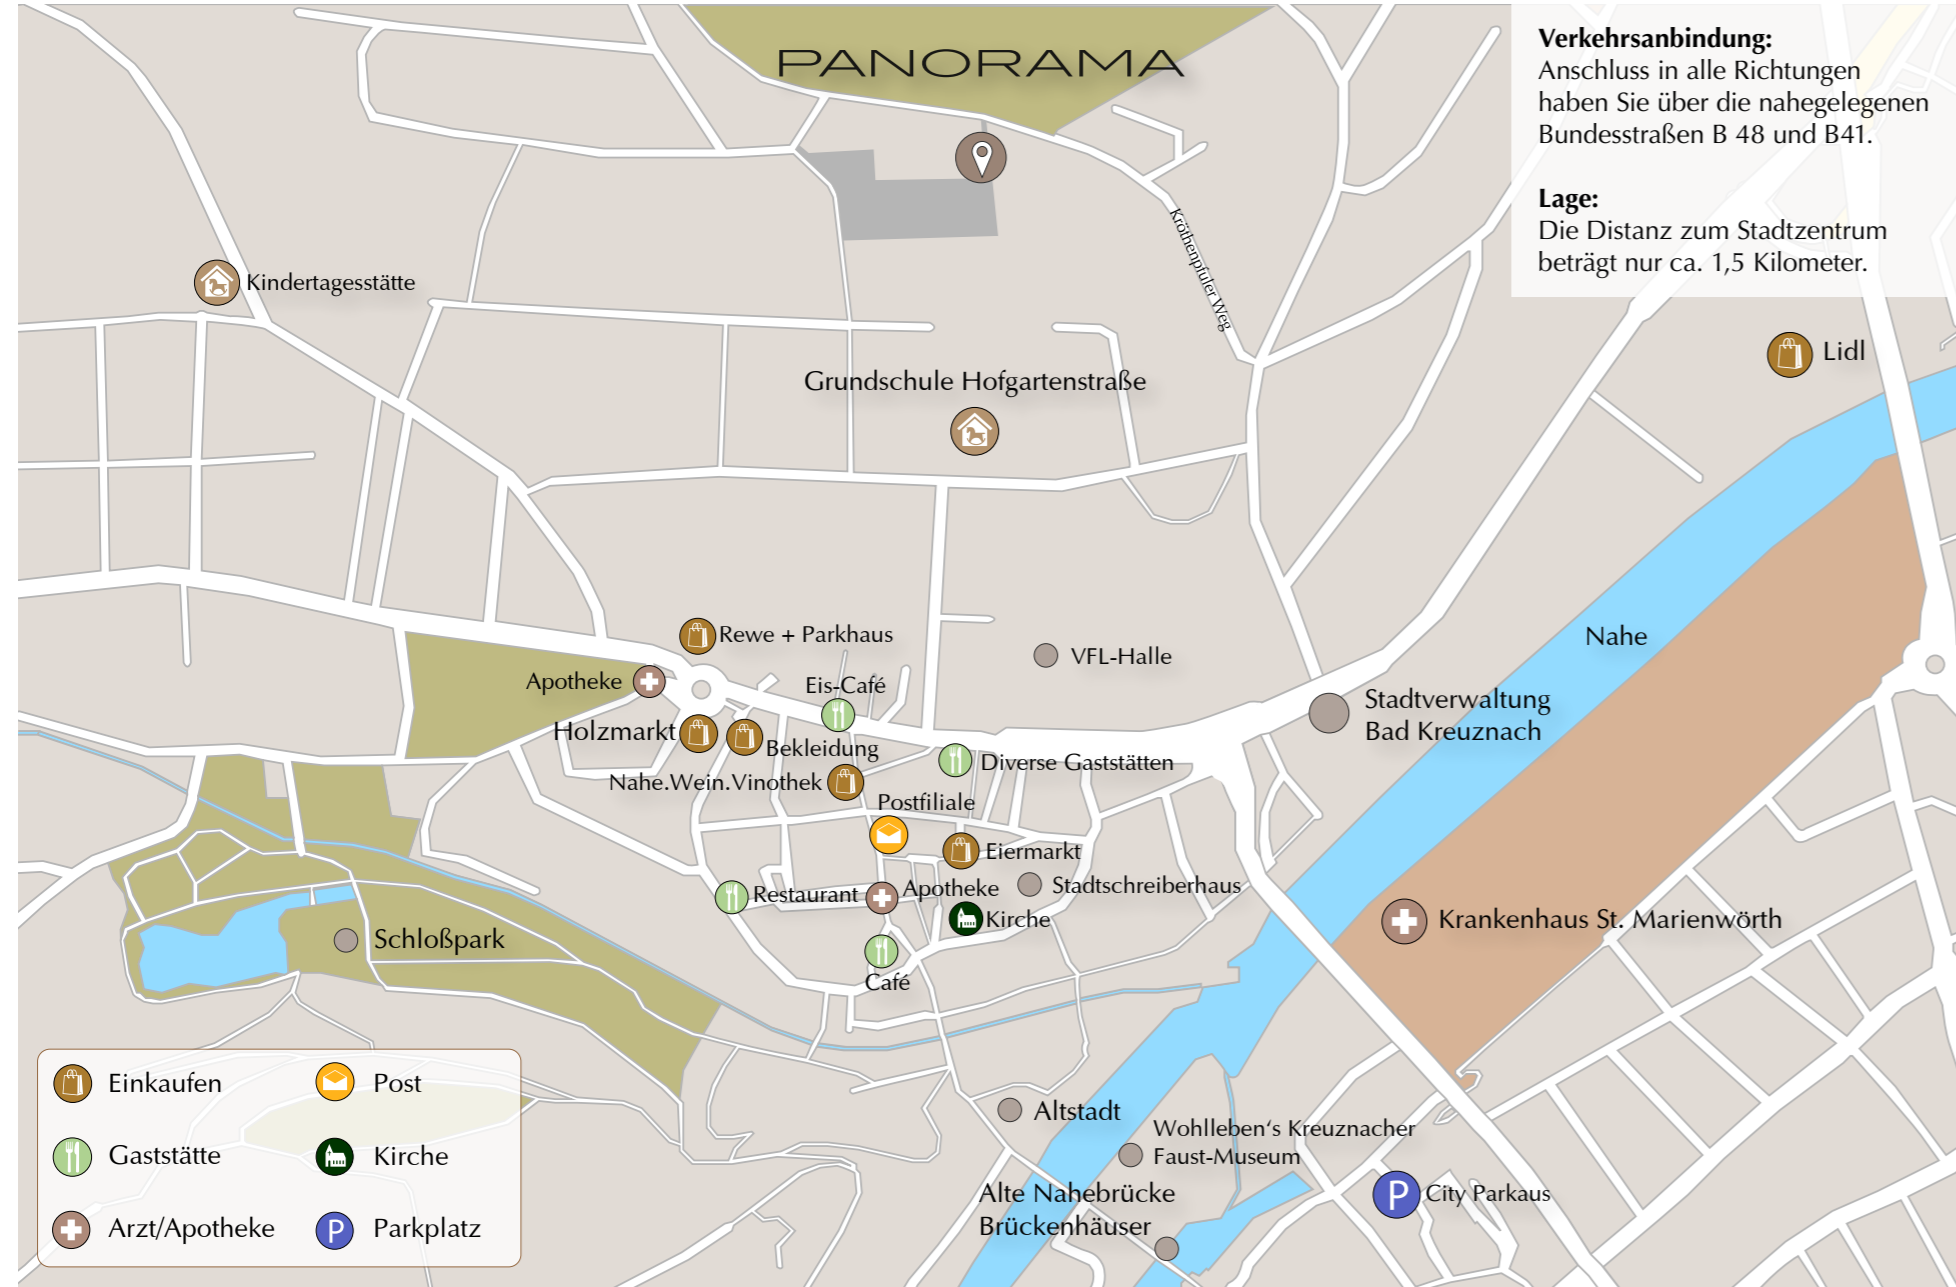 PANORAMA
Verkehrsanbindung:
Anschluss in alle Richtungen
haben Sie über die nahegelegenen
Bundesstraßen B 48 und B41.
Lage:
Die Distanz zum Stadtzentrum
beträgt nur ca. 1,5 Kilometer.
Kröthenpfuler Weg
Kindertagesstätte
Lidl
Grundschule Hofgartenstraße
Rewe + Parkhaus
Nahe
VFL-Halle
Apotheke
Eis-Café
Stadtverwaltung
Bad Kreuznach
Holzmarkt
Bekleidung
Diverse Gaststätten
Nahe.Wein.Vinothek
Postfiliale
Eiermarkt
Restaurant
Apotheke
Stadtschreiberhaus
Kirche
Krankenhaus St. Marienwörth
Schloßpark
Café
Altstadt
Wohlleben‘s Kreuznacher
Faust-Museum
Alte Nahebrücke
Brückenhäuser
P
City Parkaus
Einkaufen
Post
Gaststätte
Kirche
Arzt/Apotheke
P
Parkplatz